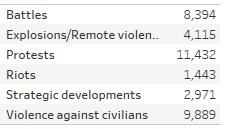 Battles 8,394
Explosions/Remote violen.. 4,115
Protests 11,432
Riots 1,443
Strategic developments 2,971
Violence against civilians 9,889